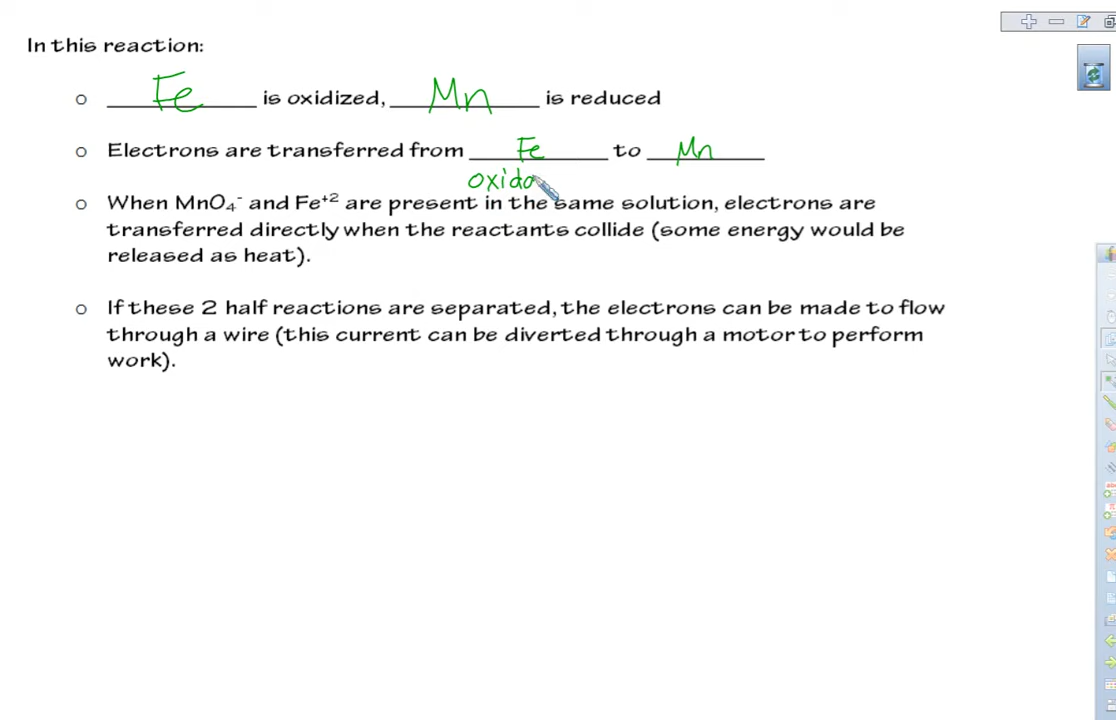 In this reaction:
o Fe is oxidized, Mn is reduced
o Electrons are transferred from Fe to Mn
oxida
o When MnO₄⁻ and Fe⁺² are present in the same solution, electrons are
transferred directly when the reactants collide (some energy would be
released as heat).
o If these 2 half reactions are separated, the electrons can be made to flow
through a wire (this current can be diverted through a motor to perform
work).